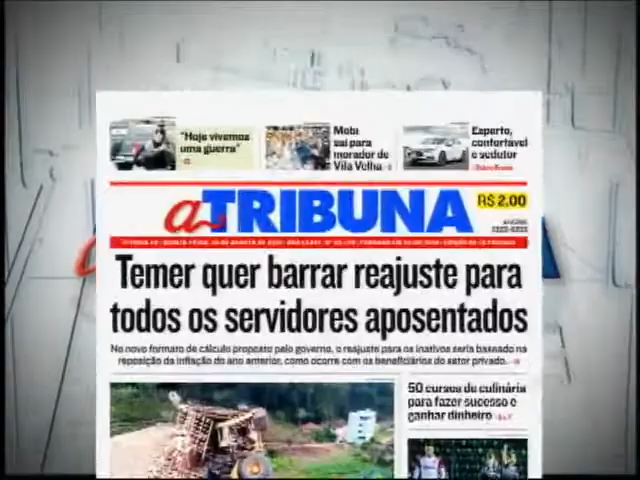 "Hoje vivemos
uma guerra"
Mobi
sai para
morador de
Vila Velha
Esperto,
confortável
e sedutor
a TRIBUNA
R$ 2,00
Temer quer barrar reajuste para
todos os servidores aposentados
No novo formato de cálculo proposto pelo governo, o reajuste para os inativos seria baseado na
reposição da inflação do ano anterior, como ocorre com os beneficiários do setor privado.
50 cursos de culinária
para fazer sucesso e
ganhar dinheiro